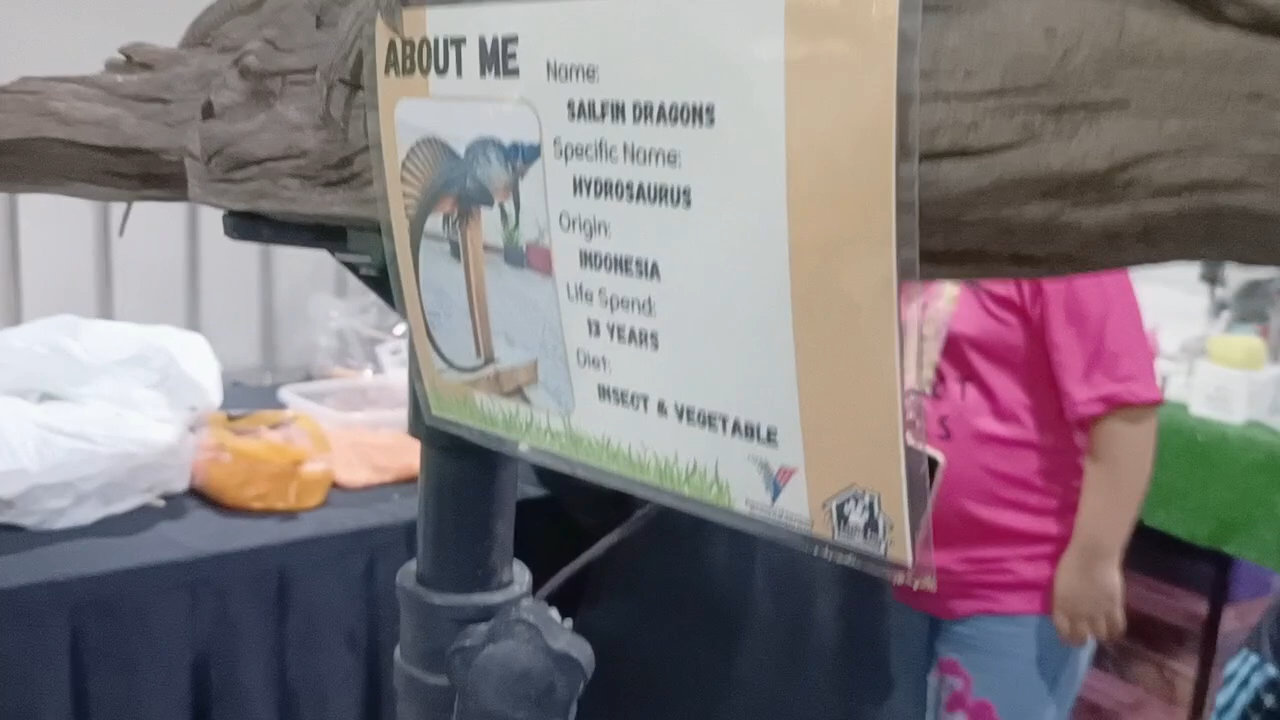 ABOUT ME
Name:
SAILFIN DRAGONS
Specific Name:
HYDROSAURUS
Origin:
INDONESIA
Life Spend:
13 YEARS
Diet:
INSECT & VEGETABLE